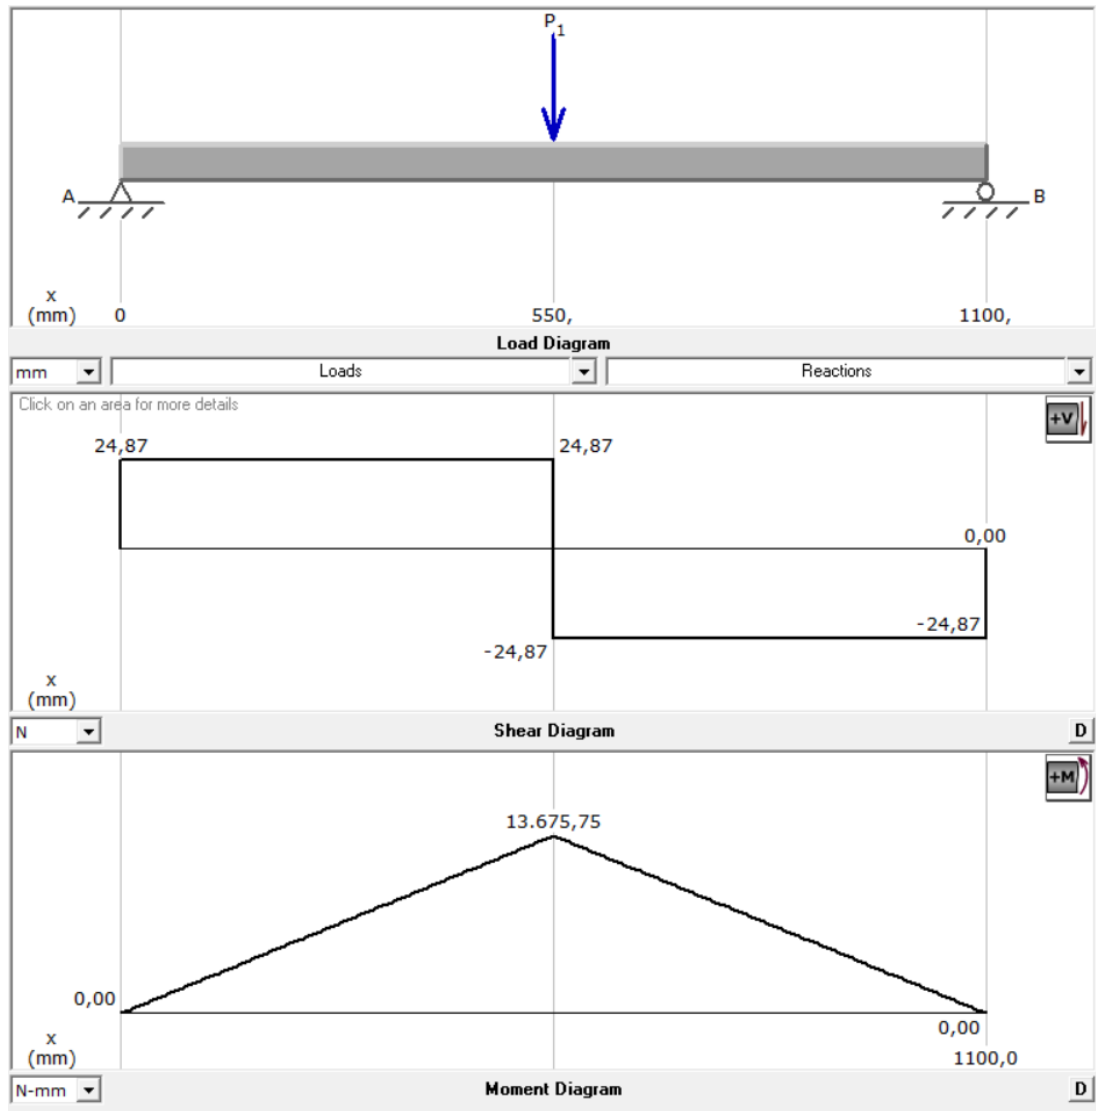 P1
A
B
x
(mm) 0 550, 1100,
Load Diagram
mm Loads Reactions
Click on an area for more details
+V
24,87 24,87
0,00
-24,87
-24,87
x
(mm)
N Shear Diagram D
+M
13.675,75
0,00
0,00
x
(mm) 1100,0
N-mm Moment Diagram D